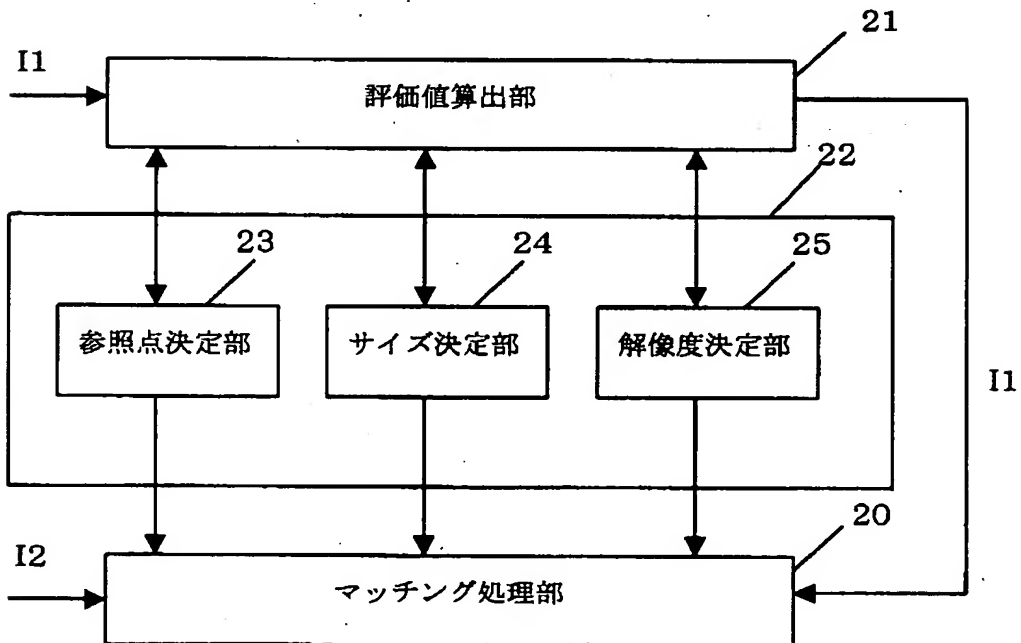 21
I1
評価値算出部
22
23
24
25
参照点決定部
サイズ決定部
解像度決定部
I1
20
I2
マッチング処理部